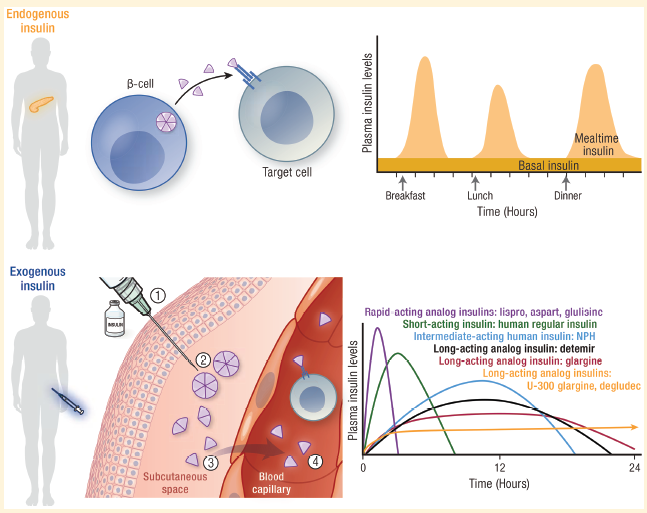 Endogenous
insulin
β-cell
Target cell
Plasma insulin levels
Mealtime
insulin
Basal insulin
Breakfast
Lunch
Dinner
Time (Hours)
Exogenous
insulin
INSULIN
1
2
3
4
Subcutaneous
space
Blood
capillary
Rapid-acting analog insulins: lispro, aspart, glulisinc
Short-acting insulin: human regular insulin
Intermediate-acting human insulin: NPH
Long-acting analog insulin: detemir
Long-acting analog insulin: glargine
Long-acting analog insulins:
U-300 glargine, degludec
Plasma insulin levels
0
12
24
Time (Hours)